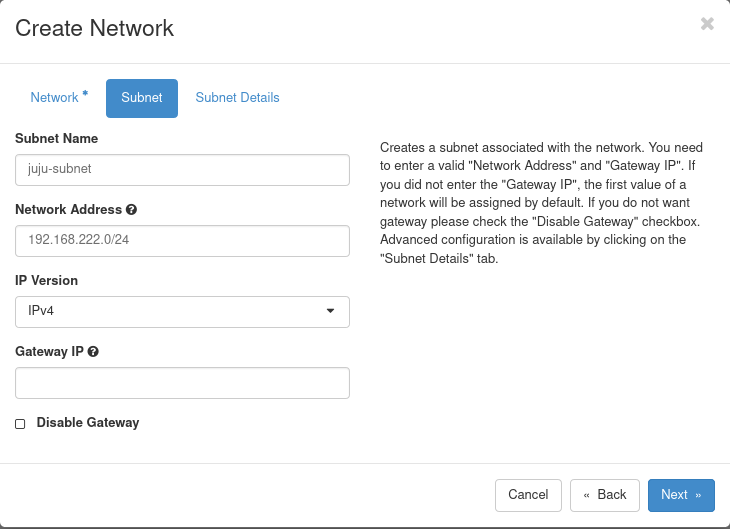 Create Network
×
Network *
Subnet
Subnet Details
Subnet Name
juju-subnet
Network Address
192.168.222.0/24
IP Version
IPv4
Gateway IP
Disable Gateway
Creates a subnet associated with the network. You need
to enter a valid "Network Address" and "Gateway IP". If
you did not enter the "Gateway IP", the first value of a
network will be assigned by default. If you do not want
gateway please check the "Disable Gateway" checkbox.
Advanced configuration is available by clicking on the
"Subnet Details" tab.
Cancel
« Back
Next »